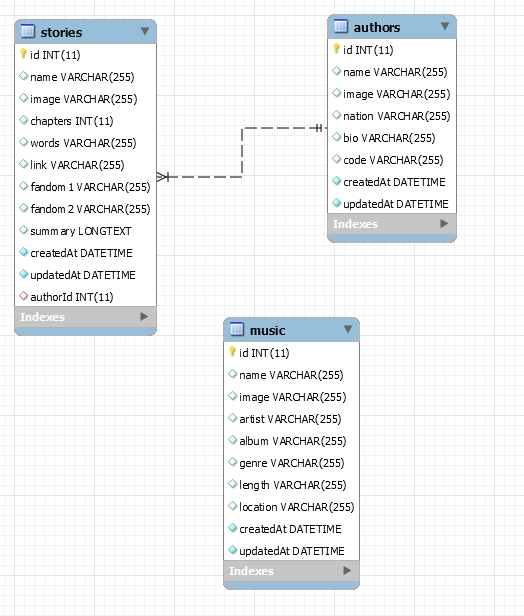 stories
id INT(11)
name VARCHAR(255)
image VARCHAR(255)
chapters INT(11)
words VARCHAR(255)
link VARCHAR(255)
fandom1 VARCHAR(255)
fandom2 VARCHAR(255)
summary LONGTEXT
createdAt DATETIME
updatedAt DATETIME
authorId INT(11)
Indexes
authors
id INT(11)
name VARCHAR(255)
image VARCHAR(255)
nation VARCHAR(255)
bio VARCHAR(255)
code VARCHAR(255)
createdAt DATETIME
updatedAt DATETIME
Indexes
music
id INT(11)
name VARCHAR(255)
image VARCHAR(255)
artist VARCHAR(255)
album VARCHAR(255)
genre VARCHAR(255)
length VARCHAR(255)
location VARCHAR(255)
createdAt DATETIME
updatedAt DATETIME
Indexes